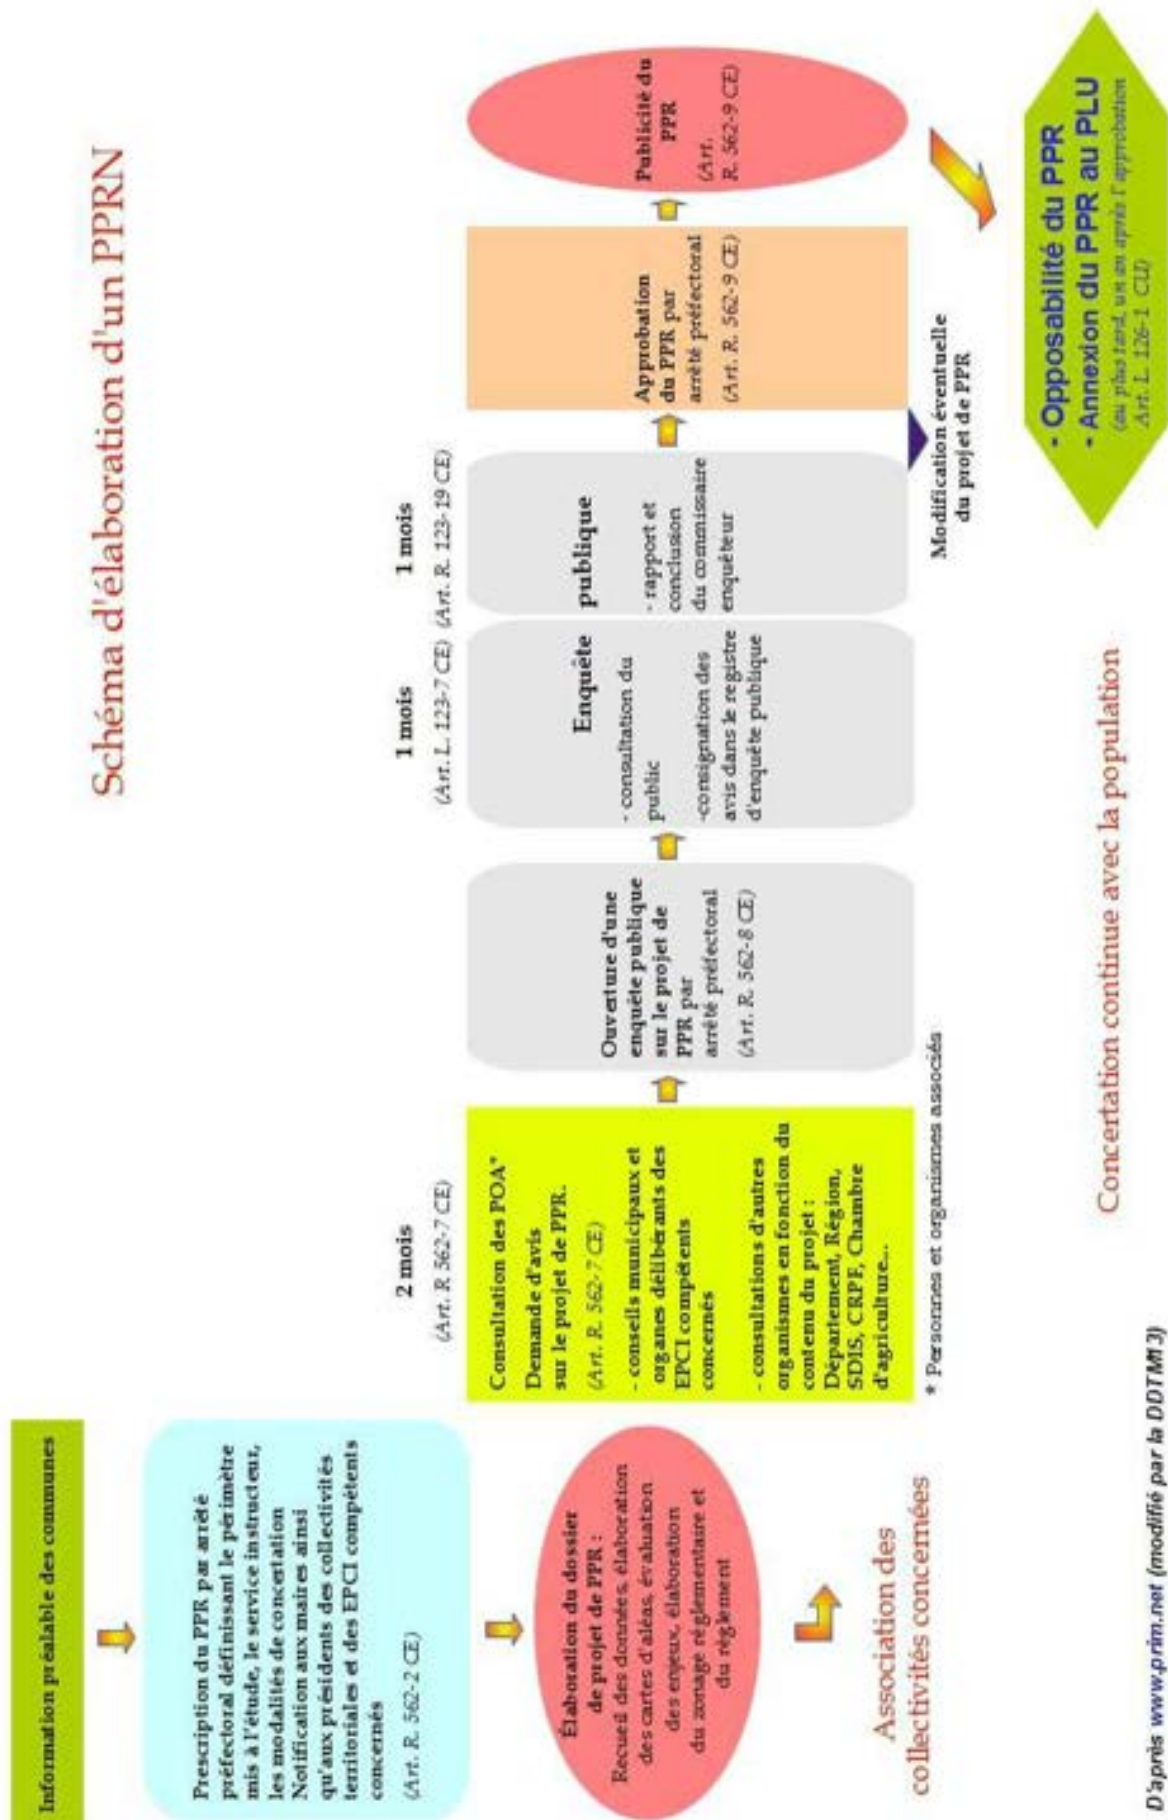 Schéma d'élaboration d'un PPRN
Information préalable des communes
Prescription du PPR par arrêté
préfectoral définissant le périmètre
mis à l'étude, le service instructeur,
les modalités de concertation
Notification aux maires ainsi
qu'aux présidents des collectivités
territoriales et des EPCI compétents
concernés
(Art. R. 562-2 CE)
Élaboration du dossier
de projet de PPR :
Recueil des données, élaboration
des cartes d'aléas, évaluation
des enjeux, élaboration
du zonage réglementaire et
du règlement
Association des
collectivités concernées
2 mois
(Art. R 562-7 CE)
Consultation des POA*
Demande d'avis
sur le projet de PPR.
(Art. R. 562-7 CE)
- conseils municipaux et
organes délibérants des
EPCI compétents
concernés
- consultations d'autres
organismes en fonction du
contenu du projet :
Département, Région,
SDIS, CRPF, Chambre
d'agriculture...
* Personnes et organismes associés
Ouverture d'une
enquête publique
sur le projet de
PPR par
arrêté préfectoral
(Art. R. 562-8 CE)
1 mois
(Art. L. 123-7 CE)
1 mois
(Art. R. 123-19 CE)
Enquête publique
- consultation du
public
-consignation des
avis dans le registre
d'enquête publique
- rapport et
conclusion
du commissaire
enquêteur
Approbation
du PPR par
arrêté préfectoral
(Art. R. 562-9 CE)
Modification éventuelle
du projet de PPR
Publicité du
PPR
(Art.
R. 562-9 CE)
• Opposabilité du PPR
• Annexion du PPR au PLU
(au plus tard, un an après l'approbation
Art. L. 126-1 CU)
Concertation continue avec la population
D'après www.prim.net (modifié par la DDTM13)